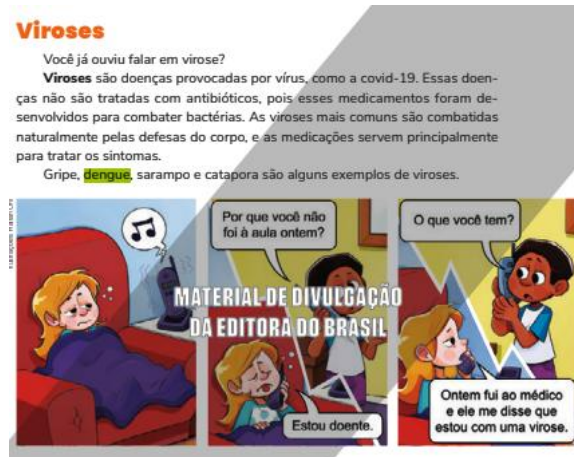 Viroses
Você já ouviu falar em virose?
Viroses são doenças provocadas por vírus, como a covid-19. Essas doen-
ças não são tratadas com antibióticos, pois esses medicamentos foram de-
senvolvidos para combater bactérias. As viroses mais comuns são combatidas
naturalmente pelas defesas do corpo, e as medicações servem principalmente
para tratar os sintomas.
Gripe, dengue, sarampo e catapora são alguns exemplos de viroses.
Por que você não
foi à aula ontem?
Estou doente.
O que você tem?
Ontem fui ao médico
e ele me disse que
estou com uma virose.
MATERIAL DE DIVULGAÇÃO
DA EDITORA DO BRASIL